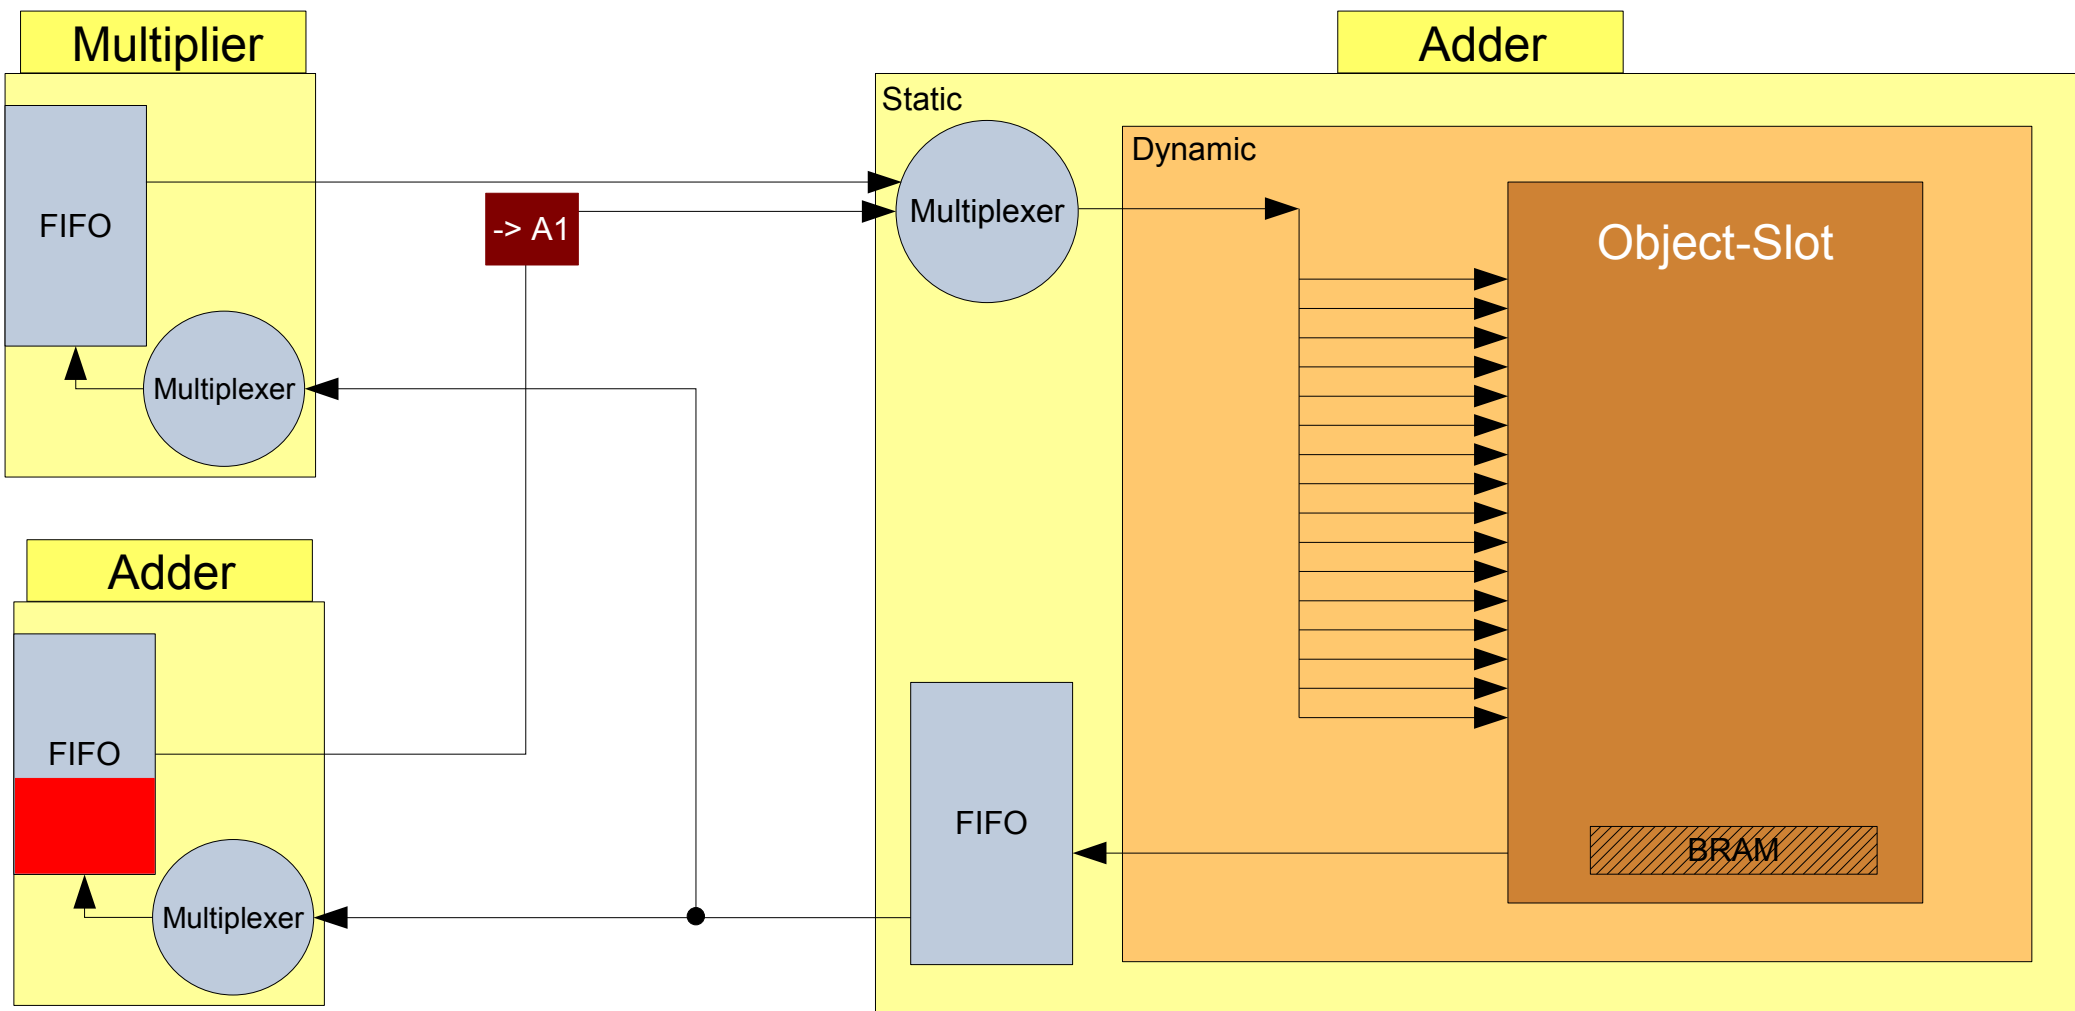 Multiplier
FIFO
Multiplexer
-> A1
Adder
FIFO
Multiplexer
Adder
Static
Multiplexer
Dynamic
Object-Slot
BRAM
FIFO